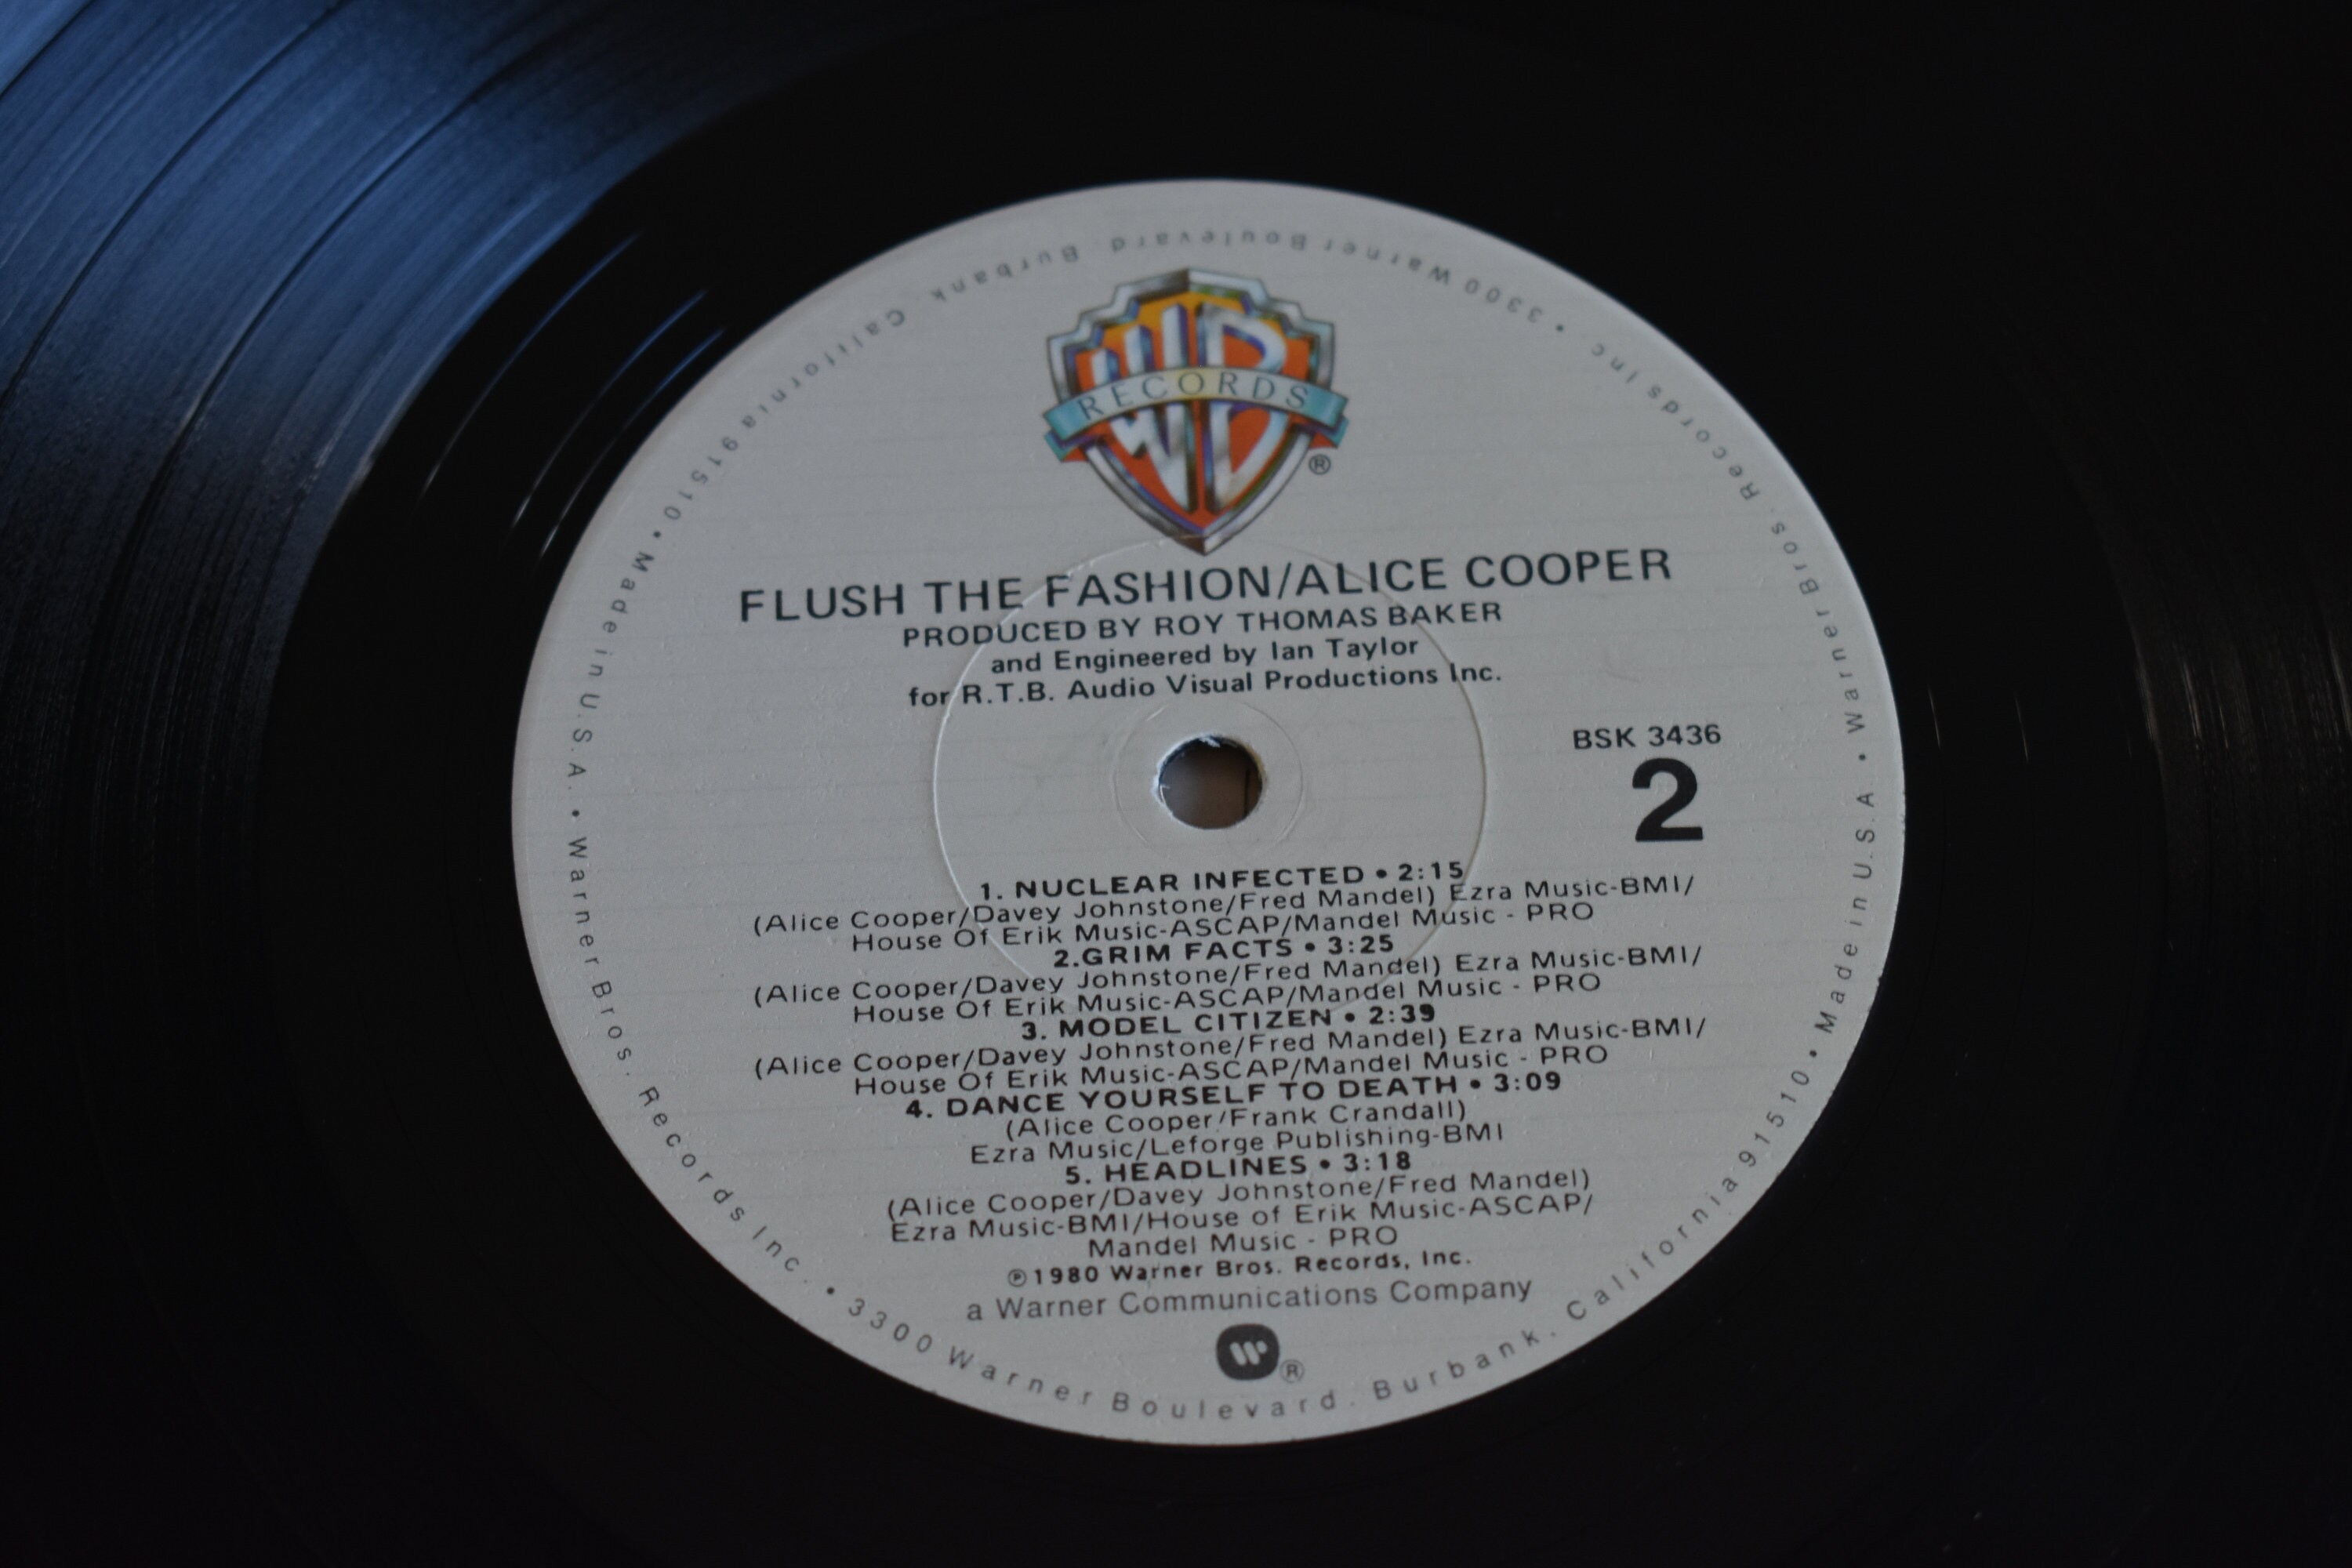 WB
RECORDS
®
FLUSH THE FASHION/ALICE COOPER
PRODUCED BY ROY THOMAS BAKER
and Engineered by Ian Taylor
for R.T.B. Audio Visual Productions Inc.
BSK 3436
2
1. NUCLEAR INFECTED • 2:15
(Alice Cooper/Davey Johnstone/Fred Mandel) Ezra Music-BMI/
House Of Erik Music-ASCAP/Mandel Music - PRO
2.GRIM FACTS • 3:25
(Alice Cooper/Davey Johnstone/Fred Mandel) Ezra Music-BMI/
House Of Erik Music-ASCAP/Mandel Music - PRO
3. MODEL CITIZEN • 2:39
(Alice Cooper/Davey Johnstone/Fred Mandel) Ezra Music-BMI/
House Of Erik Music-ASCAP/Mandel Music - PRO
4. DANCE YOURSELF TO DEATH • 3:09
(Alice Cooper/Frank Crandall)
Ezra Music/Leforge Publishing-BMI
5. HEADLINES • 3:18
(Alice Cooper/Davey Johnstone/Fred Mandel)
Ezra Music-BMI/House of Erik Music-ASCAP/
Mandel Music - PRO
℗1980 Warner Bros. Records, Inc.
a Warner Communications Company
®
Made in U.S.A. • Warner Bros. Records Inc. • 3300 Warner Boulevard. Burbank. California 91510 • Made in U.S.A. • Warner Bros. Records Inc. • 3300 Warner Boulevard. Burbank. California 91510 •